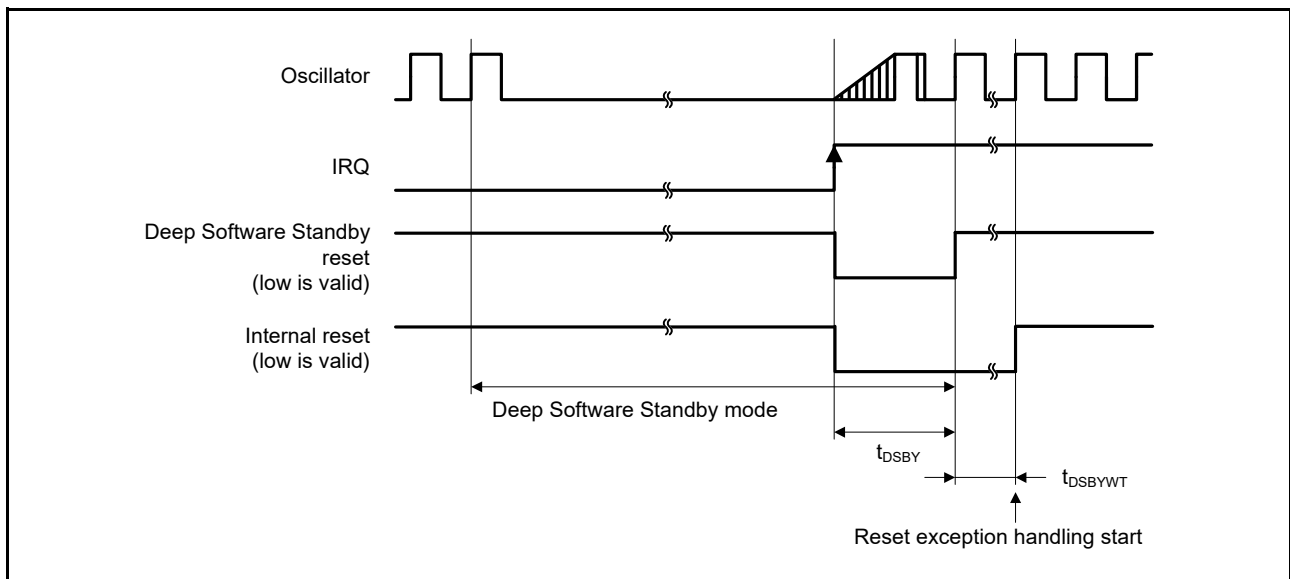 Oscillator
IRQ
Deep Software Standby
reset
(low is valid)
Internal reset
(low is valid)
Deep Software Standby mode
tDSBY
tDSBYWT
Reset exception handling start